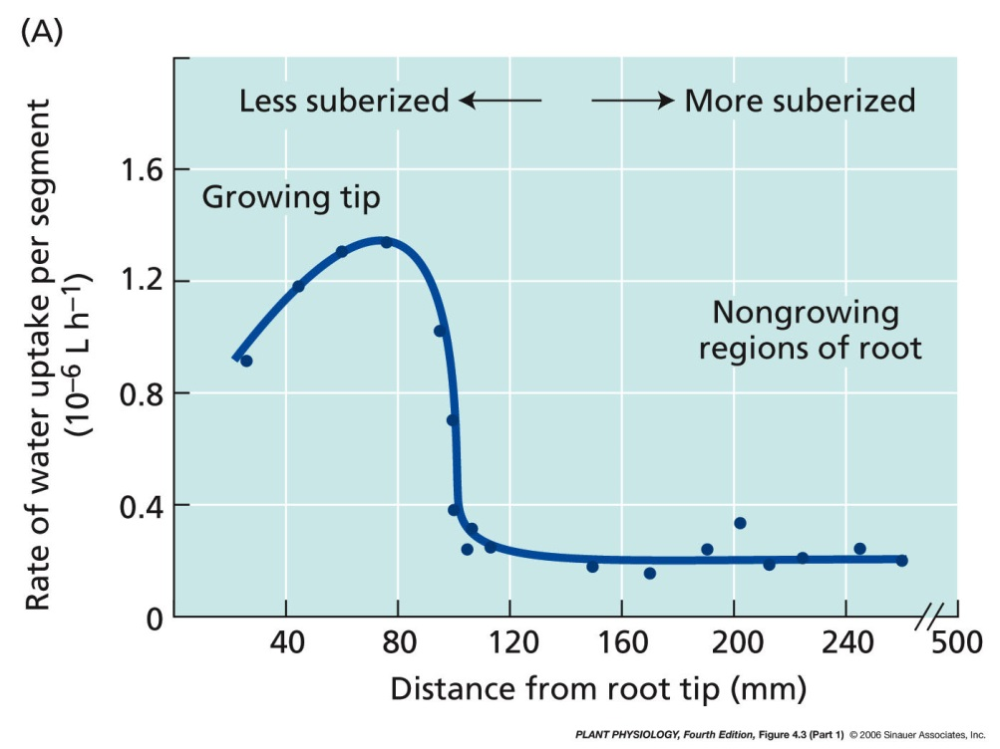 (A)
Less suberized
More suberized
Growing tip
Nongrowing
regions of root
Rate of water uptake per segment
(10–6 L h–1)
1.6
1.2
0.8
0.4
0
40 80 120 160 200 240 500
Distance from root tip (mm)
PLANT PHYSIOLOGY, Fourth Edition, Figure 4.3 (Part 1) © 2006 Sinauer Associates, Inc.